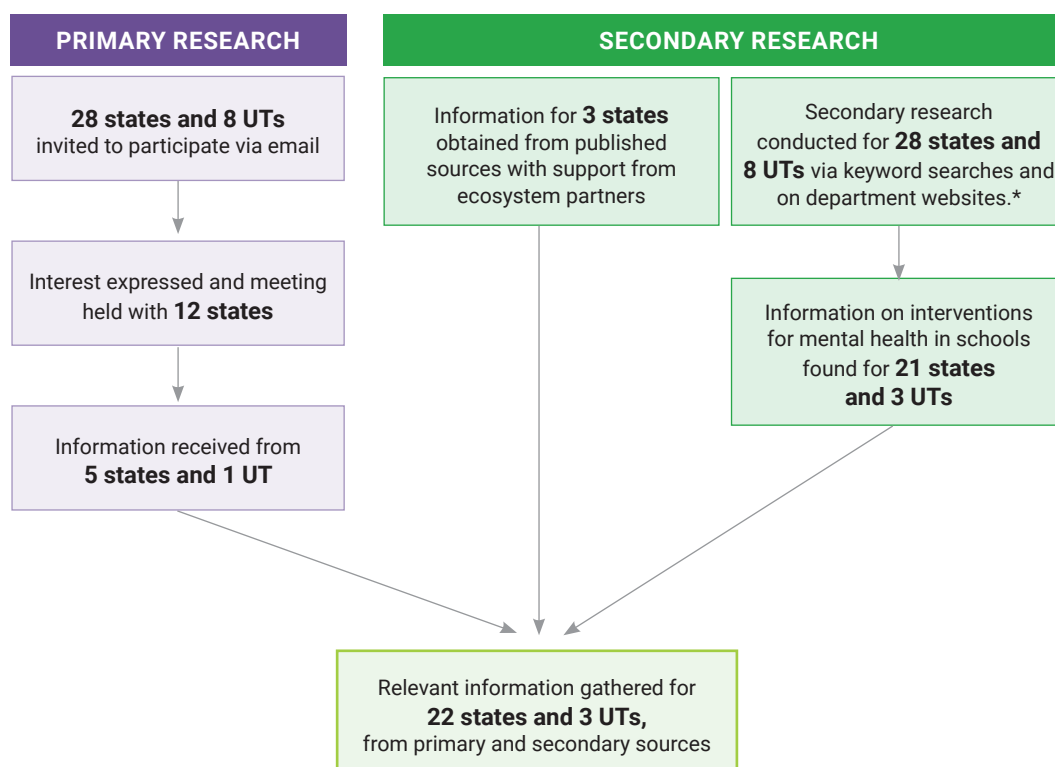 PRIMARY RESEARCH
28 states and 8 UTs
invited to participate via email
Interest expressed and meeting
held with 12 states
Information received from
5 states and 1 UT
SECONDARY RESEARCH
Information for 3 states
obtained from published
sources with support from
ecosystem partners
Secondary research
conducted for 28 states and
8 UTs via keyword searches and
on department websites.*
Information on interventions
for mental health in schools
found for 21 states
and 3 UTs
Relevant information gathered for
22 states and 3 UTs,
from primary and secondary sources